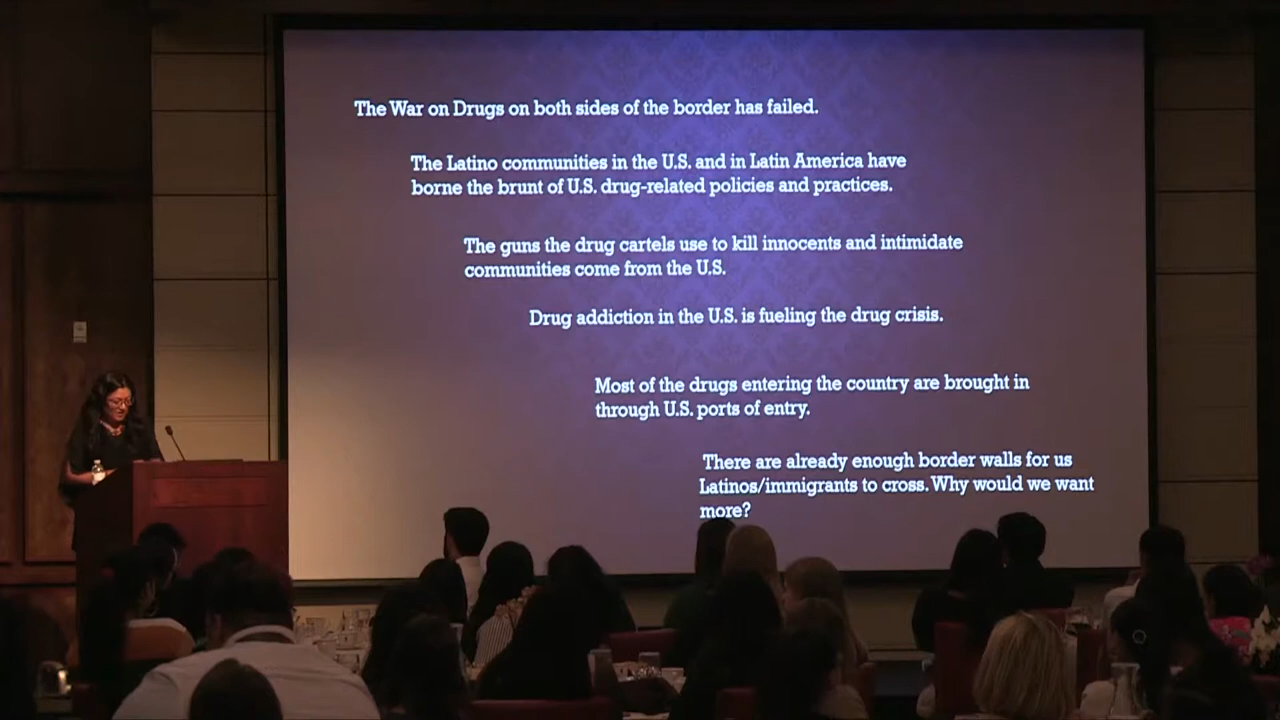 The War on Drugs on both sides of the border has failed.
The Latino communities in the U.S. and in Latin America have
borne the brunt of U.S. drug-related policies and practices.
The guns the drug cartels use to kill innocents and intimidate
communities come from the U.S.
Drug addiction in the U.S. is fueling the drug crisis.
Most of the drugs entering the country are brought in
through U.S. ports of entry.
There are already enough border walls for us
Latinos/immigrants to cross. Why would we want
more?